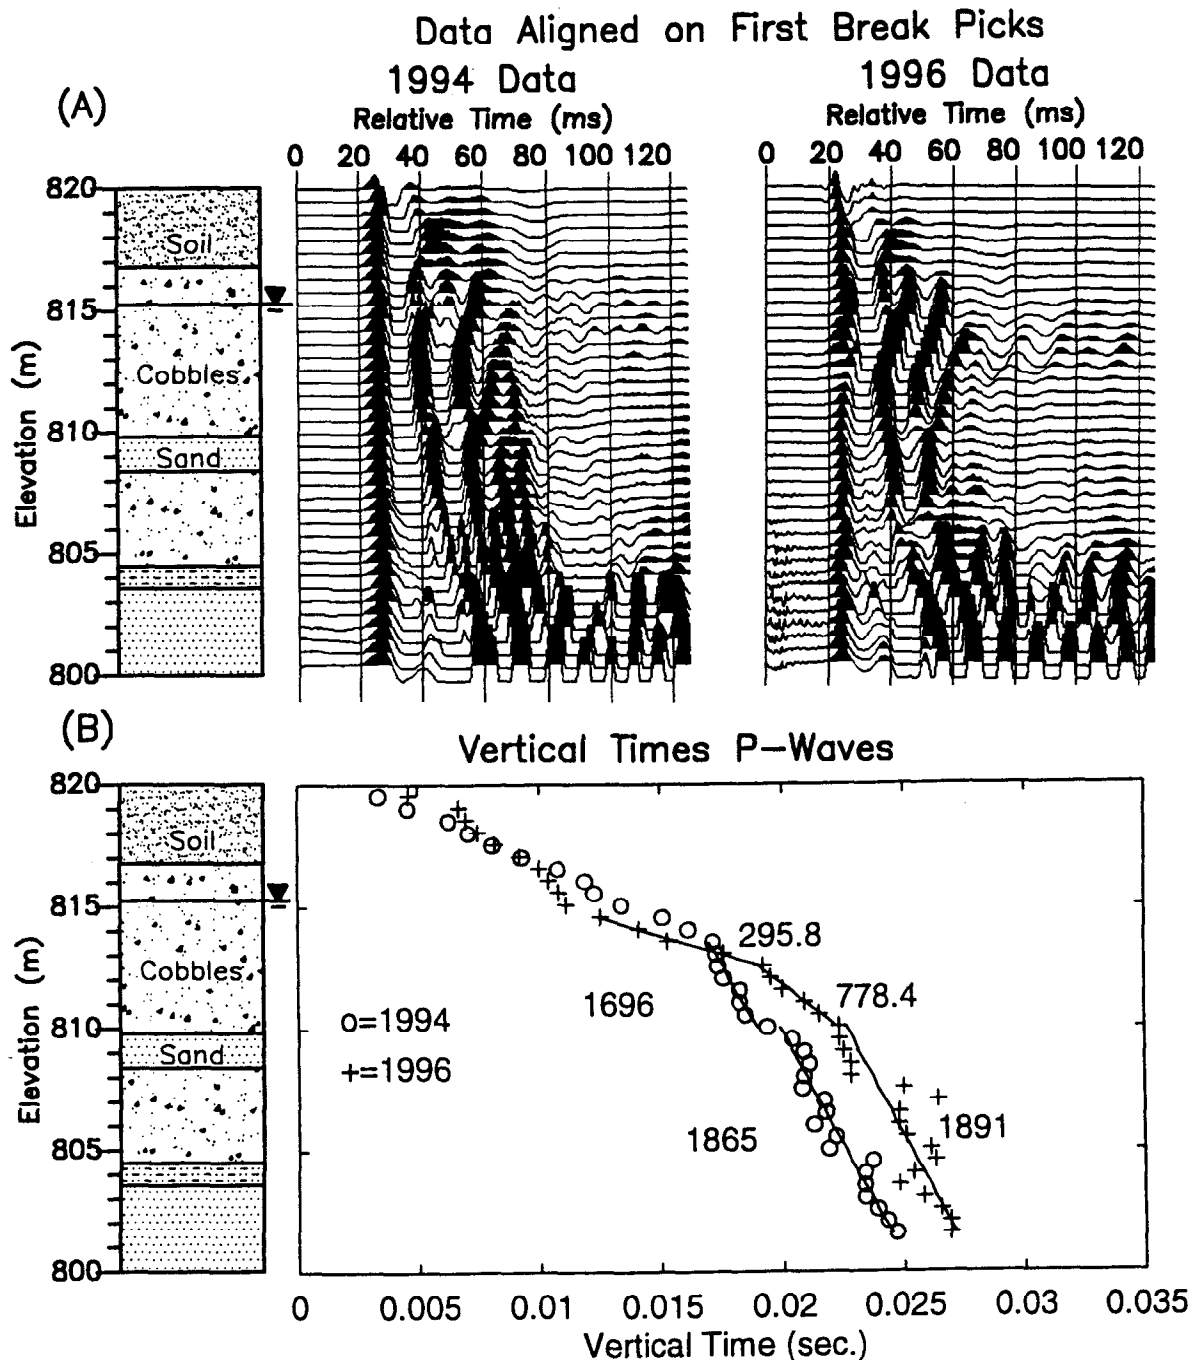 Data Aligned on First Break Picks
1994 Data
1996 Data
(A)
Relative Time (ms)
Relative Time (ms)
0 20 40 60 80 100 120
0 20 40 60 80 100 120
820
815
810
805
800
Elevation (m)
Soil
Cobbles
Sand
(B)
Vertical Times P-Waves
820
815
810
805
800
Elevation (m)
Soil
Cobbles
Sand
295.8
1696
778.4
o=1994
+=1996
1865
1891
0 0.005 0.01 0.015 0.02 0.025 0.03 0.035
Vertical Time (sec.)